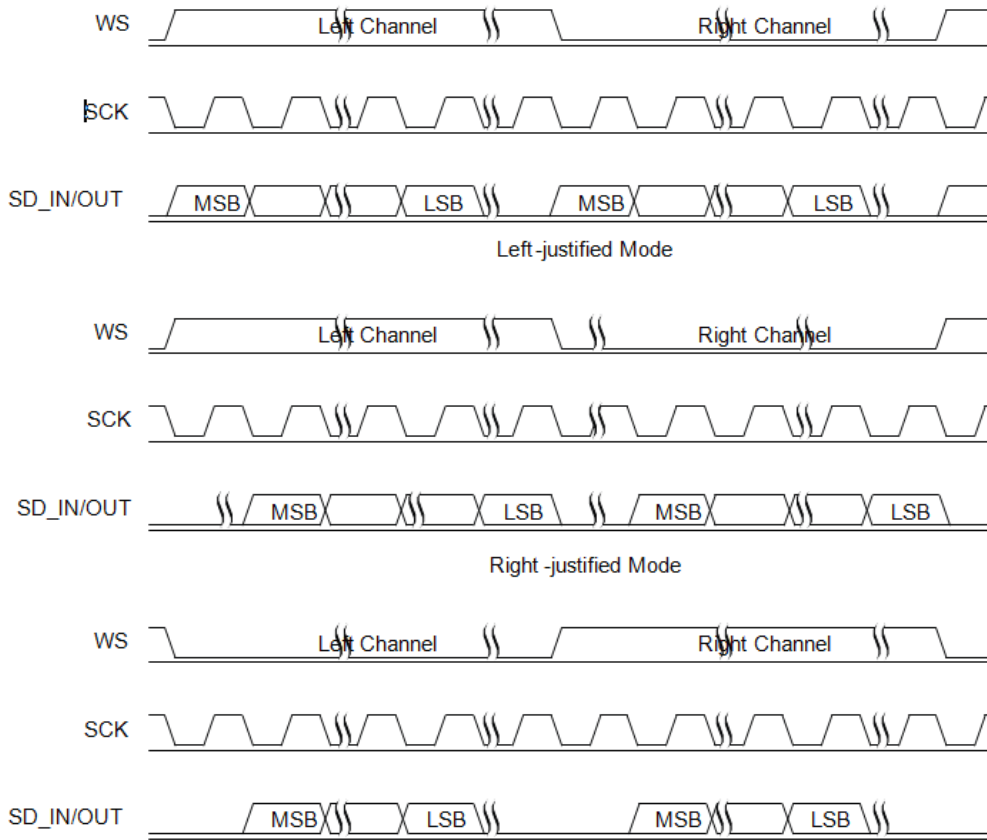 WS Left Channel Right Channel
SCK
SD_IN/OUT MSB LSB MSB LSB
Left-justified Mode
WS Left Channel Right Channel
SCK
SD_IN/OUT MSB LSB MSB LSB
Right -justified Mode
WS Left Channel Right Channel
SCK
SD_IN/OUT MSB LSB MSB LSB